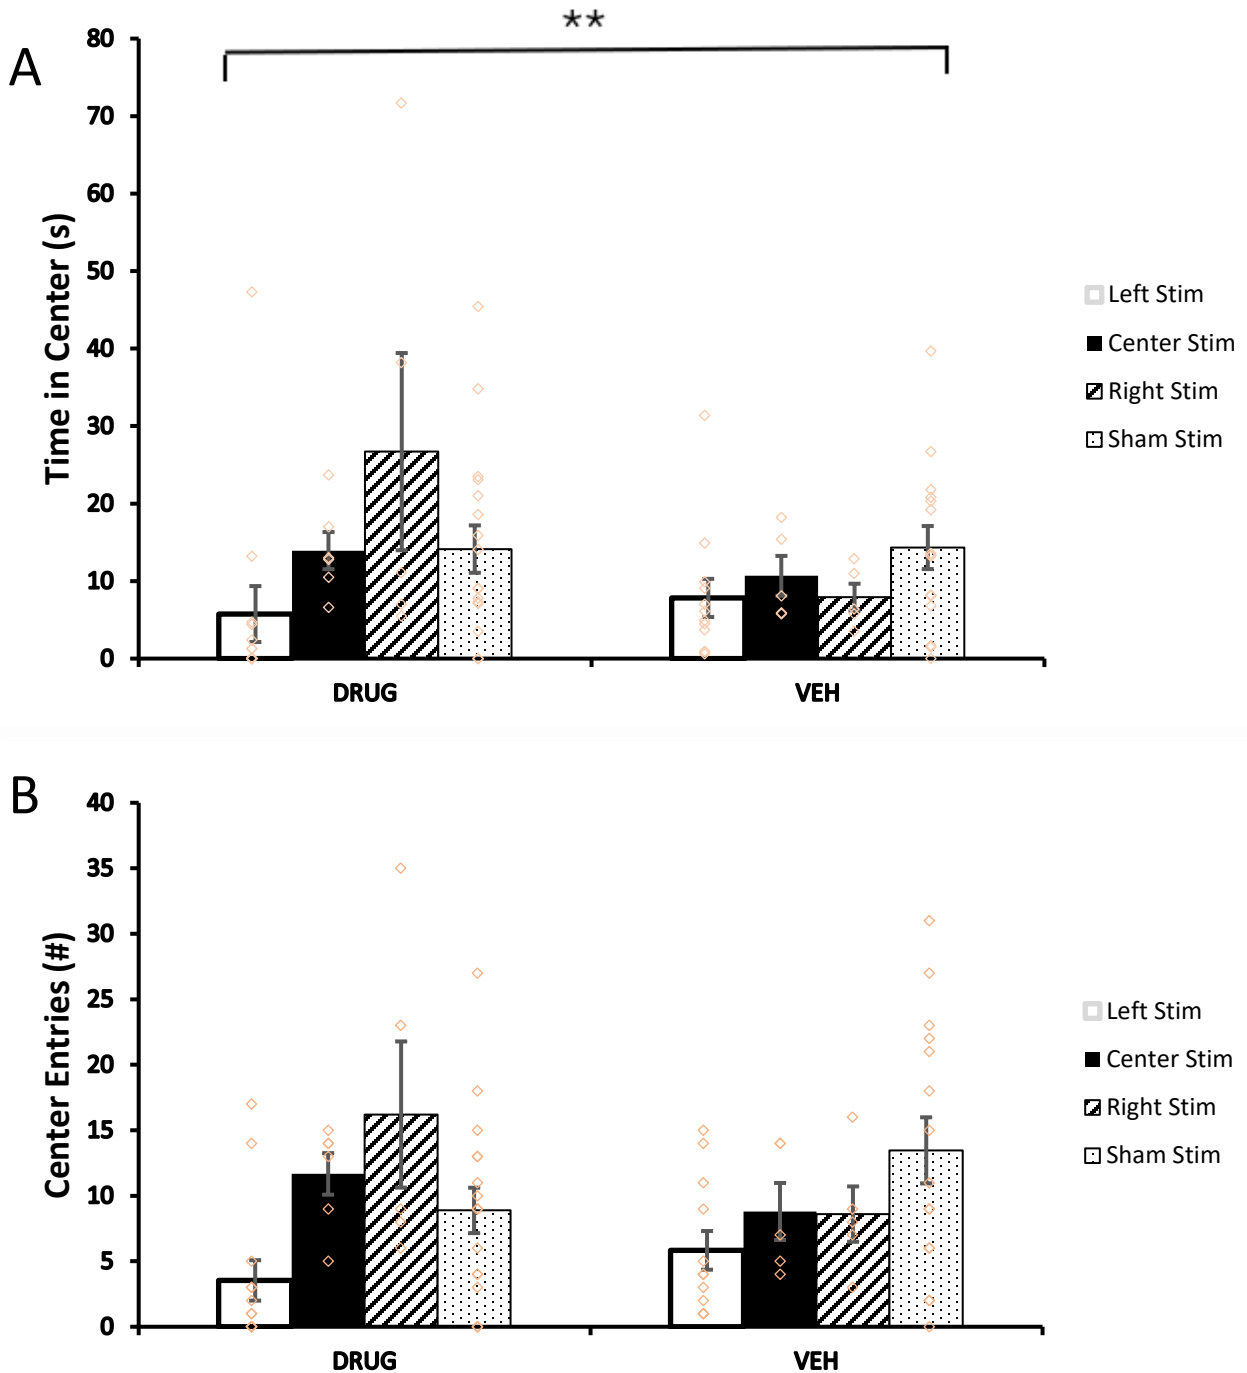 **
A
Time in Center (s)
80
70
60
50
40
30
20
10
0
DRUG
VEH
Left Stim
Center Stim
Right Stim
Sham Stim
B
Center Entries (#)
40
35
30
25
20
15
10
5
0
DRUG
VEH
Left Stim
Center Stim
Right Stim
Sham Stim